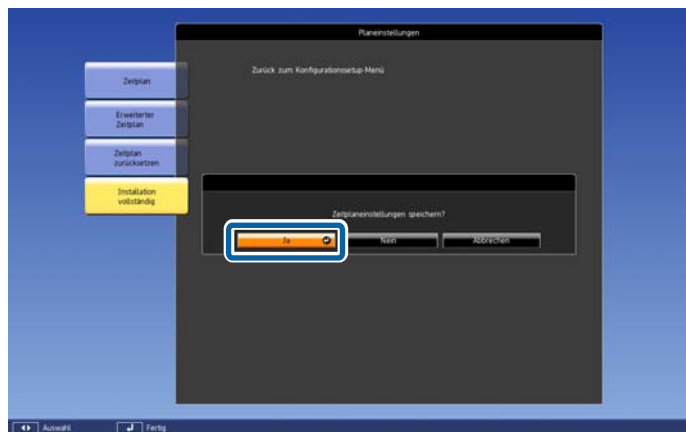 Planeinstellungen
Zurück zum Konfigurationssetup-Menü
Zeitplan
Erweiterter
Zeitplan
Zeitplan
zurücksetzen
Installation
vollständig
Zeitplaneinstellungen speichern?
Ja
Nein
Abbrechen
Auswahl
Fertig